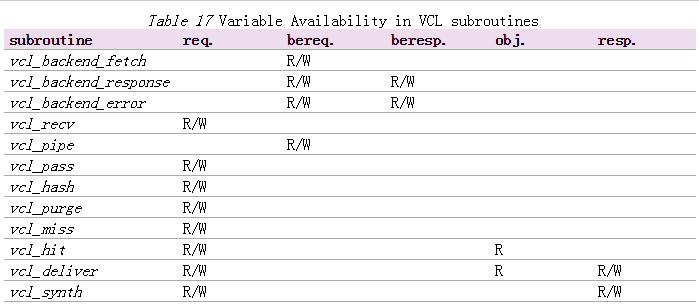 Table 17 Variable Availability in VCL subroutines
subroutine req. bereq. beresp. obj. resp.
vcl_backend_fetch R/W
vcl_backend_response R/W R/W
vcl_backend_error R/W R/W
vcl_recv R/W
vcl_pipe R/W
vcl_pass R/W
vcl_hash R/W
vcl_purge R/W
vcl_miss R/W
vcl_hit R/W R
vcl_deliver R/W R R/W
vcl_synth R/W R/W